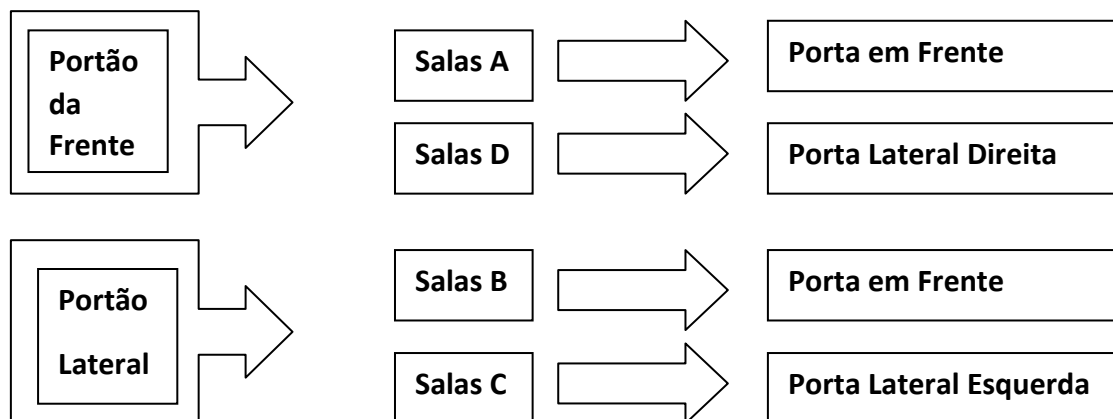 Portão
da
Frente
Salas A
Porta em Frente
Salas D
Porta Lateral Direita
Portão
Lateral
Salas B
Porta em Frente
Salas C
Porta Lateral Esquerda